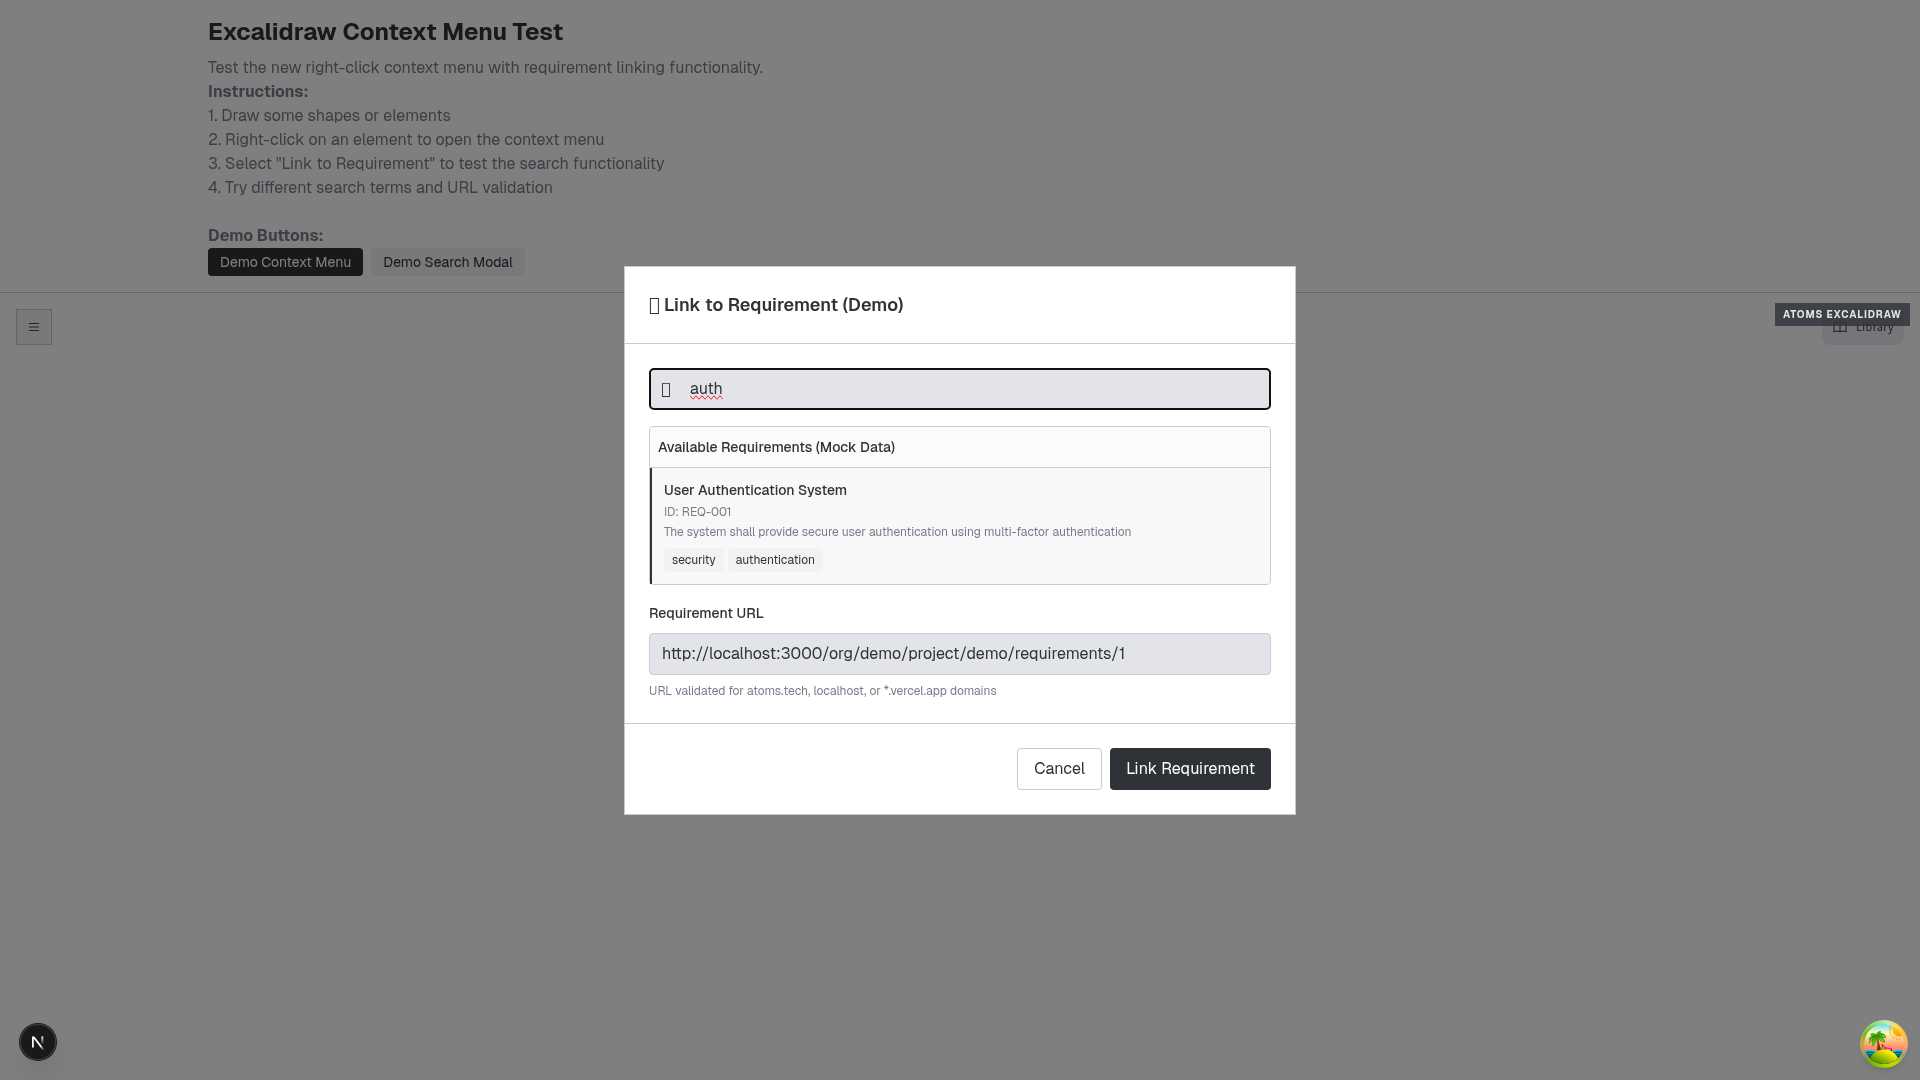 Excalidraw Context Menu Test
Test the new right-click context menu with requirement linking functionality.
Instructions:
1. Draw some shapes or elements
2. Right-click on an element to open the context menu
3. Select "Link to Requirement" to test the search functionality
4. Try different search terms and URL validation
Demo Buttons:
Demo Context Menu
Demo Search Modal
ATOMS EXCALIDRAW
Library
Link to Requirement (Demo)
auth
Available Requirements (Mock Data)
User Authentication System
ID: REQ-001
The system shall provide secure user authentication using multi-factor authentication
security
authentication
Requirement URL
http://localhost:3000/org/demo/project/demo/requirements/1
URL validated for atoms.tech, localhost, or *.vercel.app domains
Cancel
Link Requirement
N